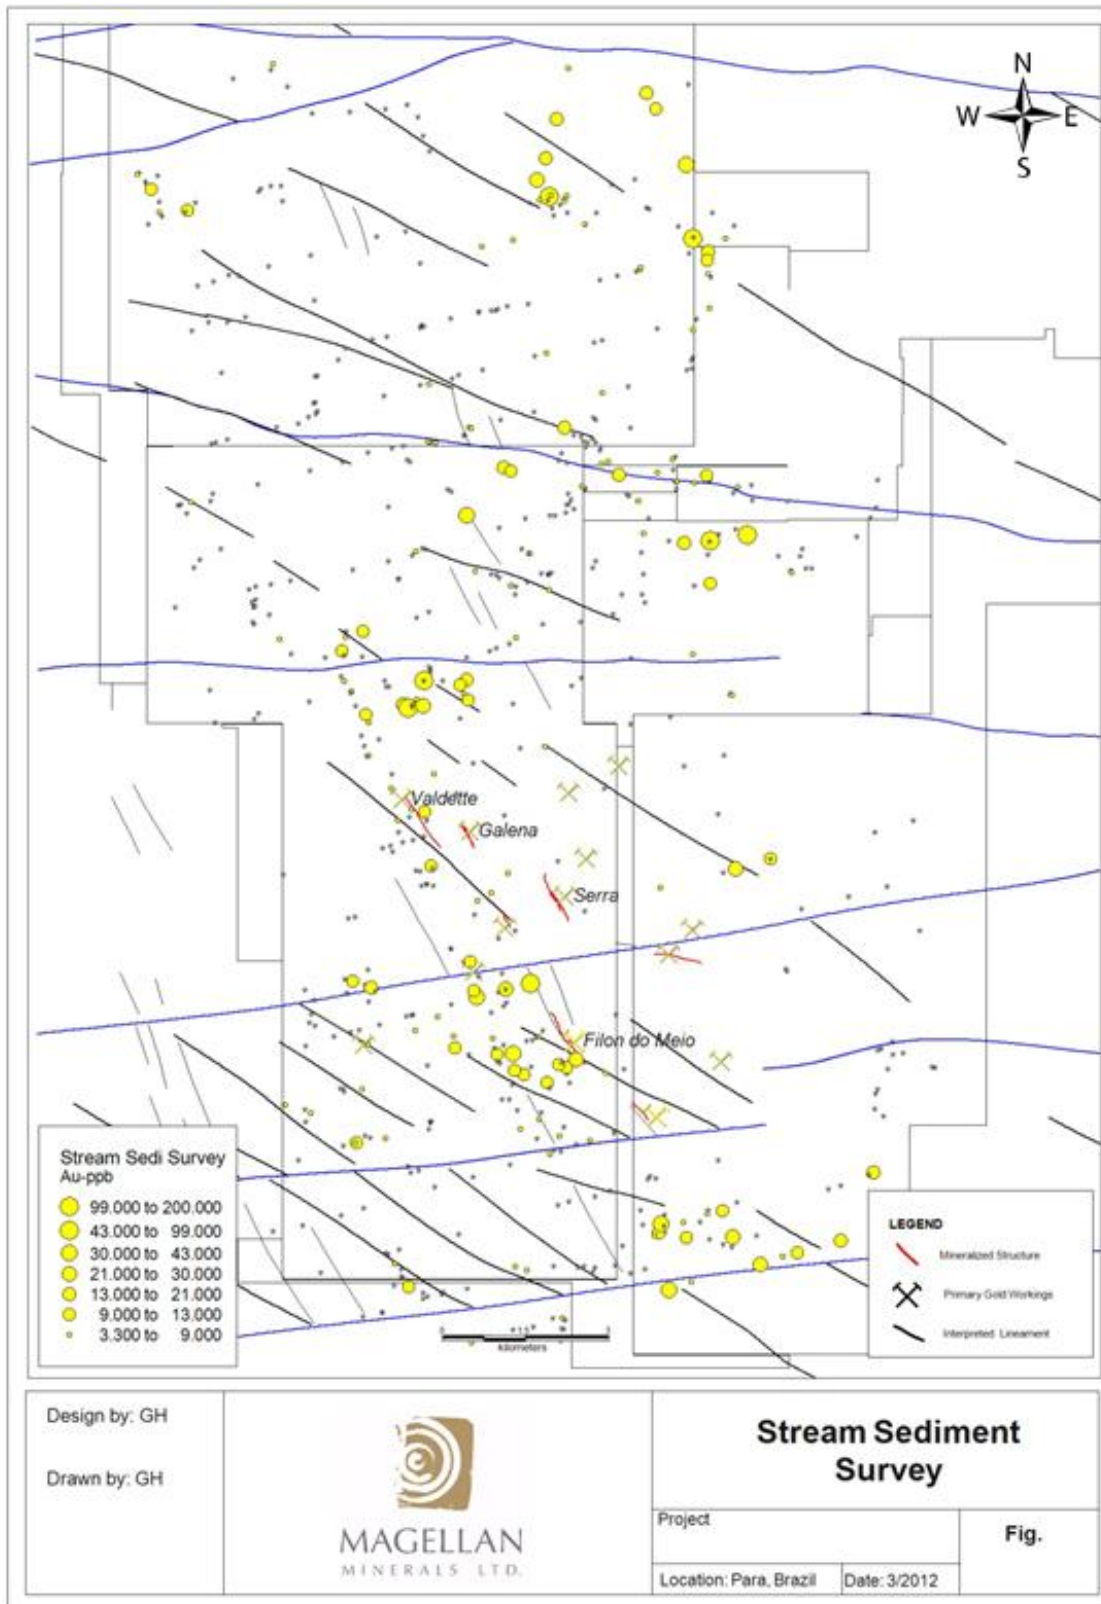 N
W E
S
Valdette
Galena
Serra
Filon do Meio
Stream Sedi Survey
Au-ppb
99.000 to 200.000
43.000 to 99.000
30.000 to 43.000
21.000 to 30.000
13.000 to 21.000
9.000 to 13.000
3.300 to 9.000
LEGEND
Mineralized Structure
Primary Gold Workings
Interpreted Lineament
kilometers
Design by: GH
Drawn by: GH
MAGELLAN
MINERALS LTD.
Stream Sediment
Survey
Project
Fig.
Location: Para, Brazil
Date: 3/2012